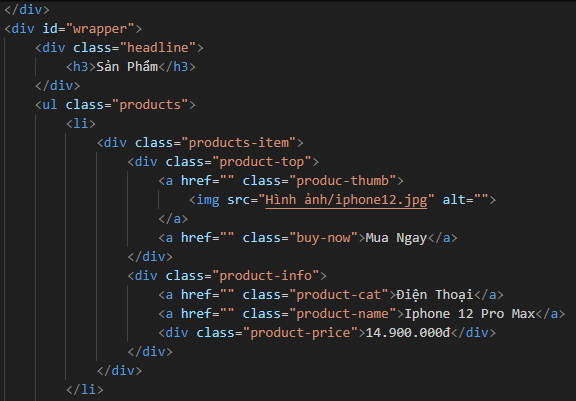 </div>
<div id="wrapper">
<div class="headline">
<h3>Sản Phẩm</h3>
</div>
<ul class="products">
<li>
<div class="products-item">
<div class="product-top">
<a href="" class="produc-thumb">
<img src="Hình ảnh/iphone12.jpg" alt="">
</a>
<a href="" class="buy-now">Mua Ngay</a>
</div>
<div class="product-info">
<a href="" class="product-cat">Điện Thoại</a>
<a href="" class="product-name">Iphone 12 Pro Max</a>
<div class="product-price">14.900.000đ</div>
</div>
</div>
</li>